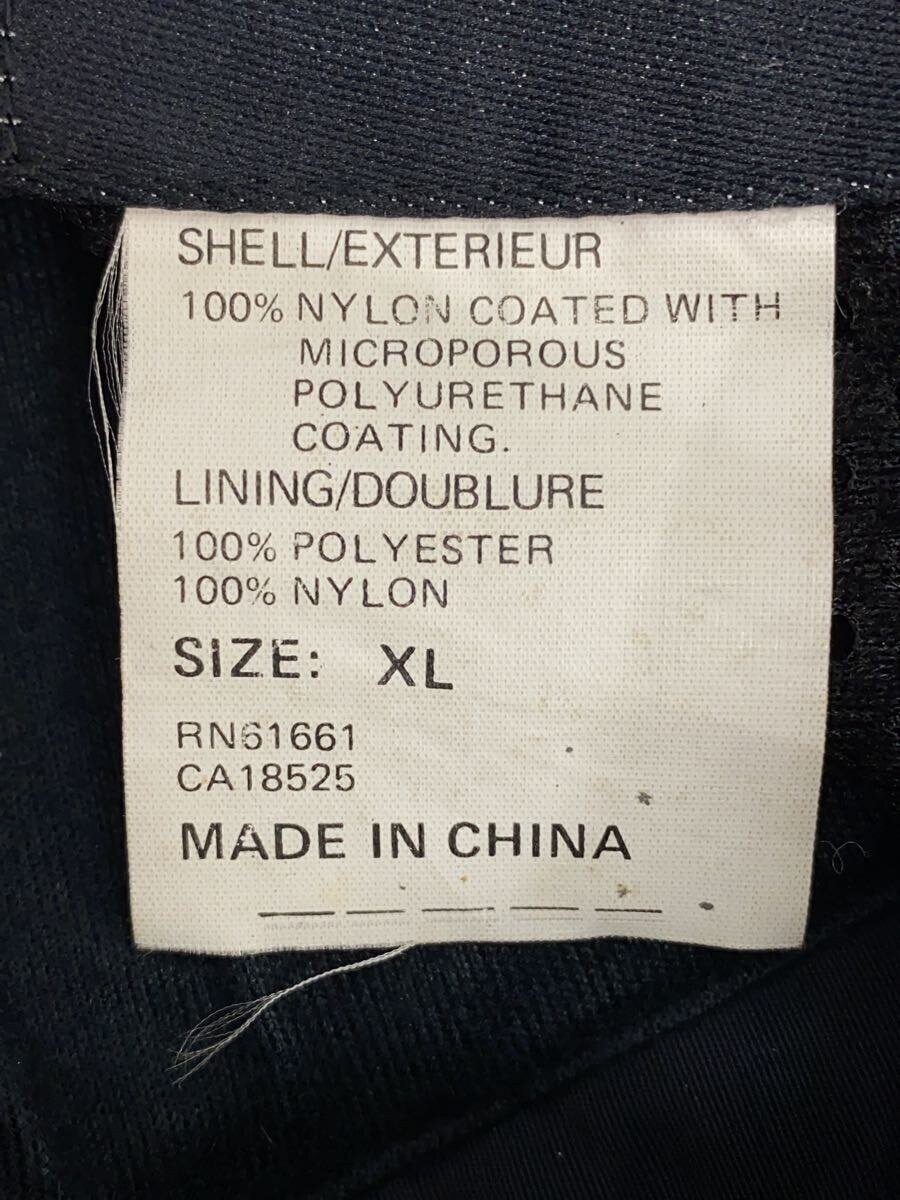 SHELL/EXTERIEUR
100% NYLON COATED WITH
MICROPOROUS
POLYURETHANE
COATING.
LINING/DOUBLURE
100% POLYESTER
100% NYLON
SIZE: XL
RN61661
CA18525
MADE IN CHINA